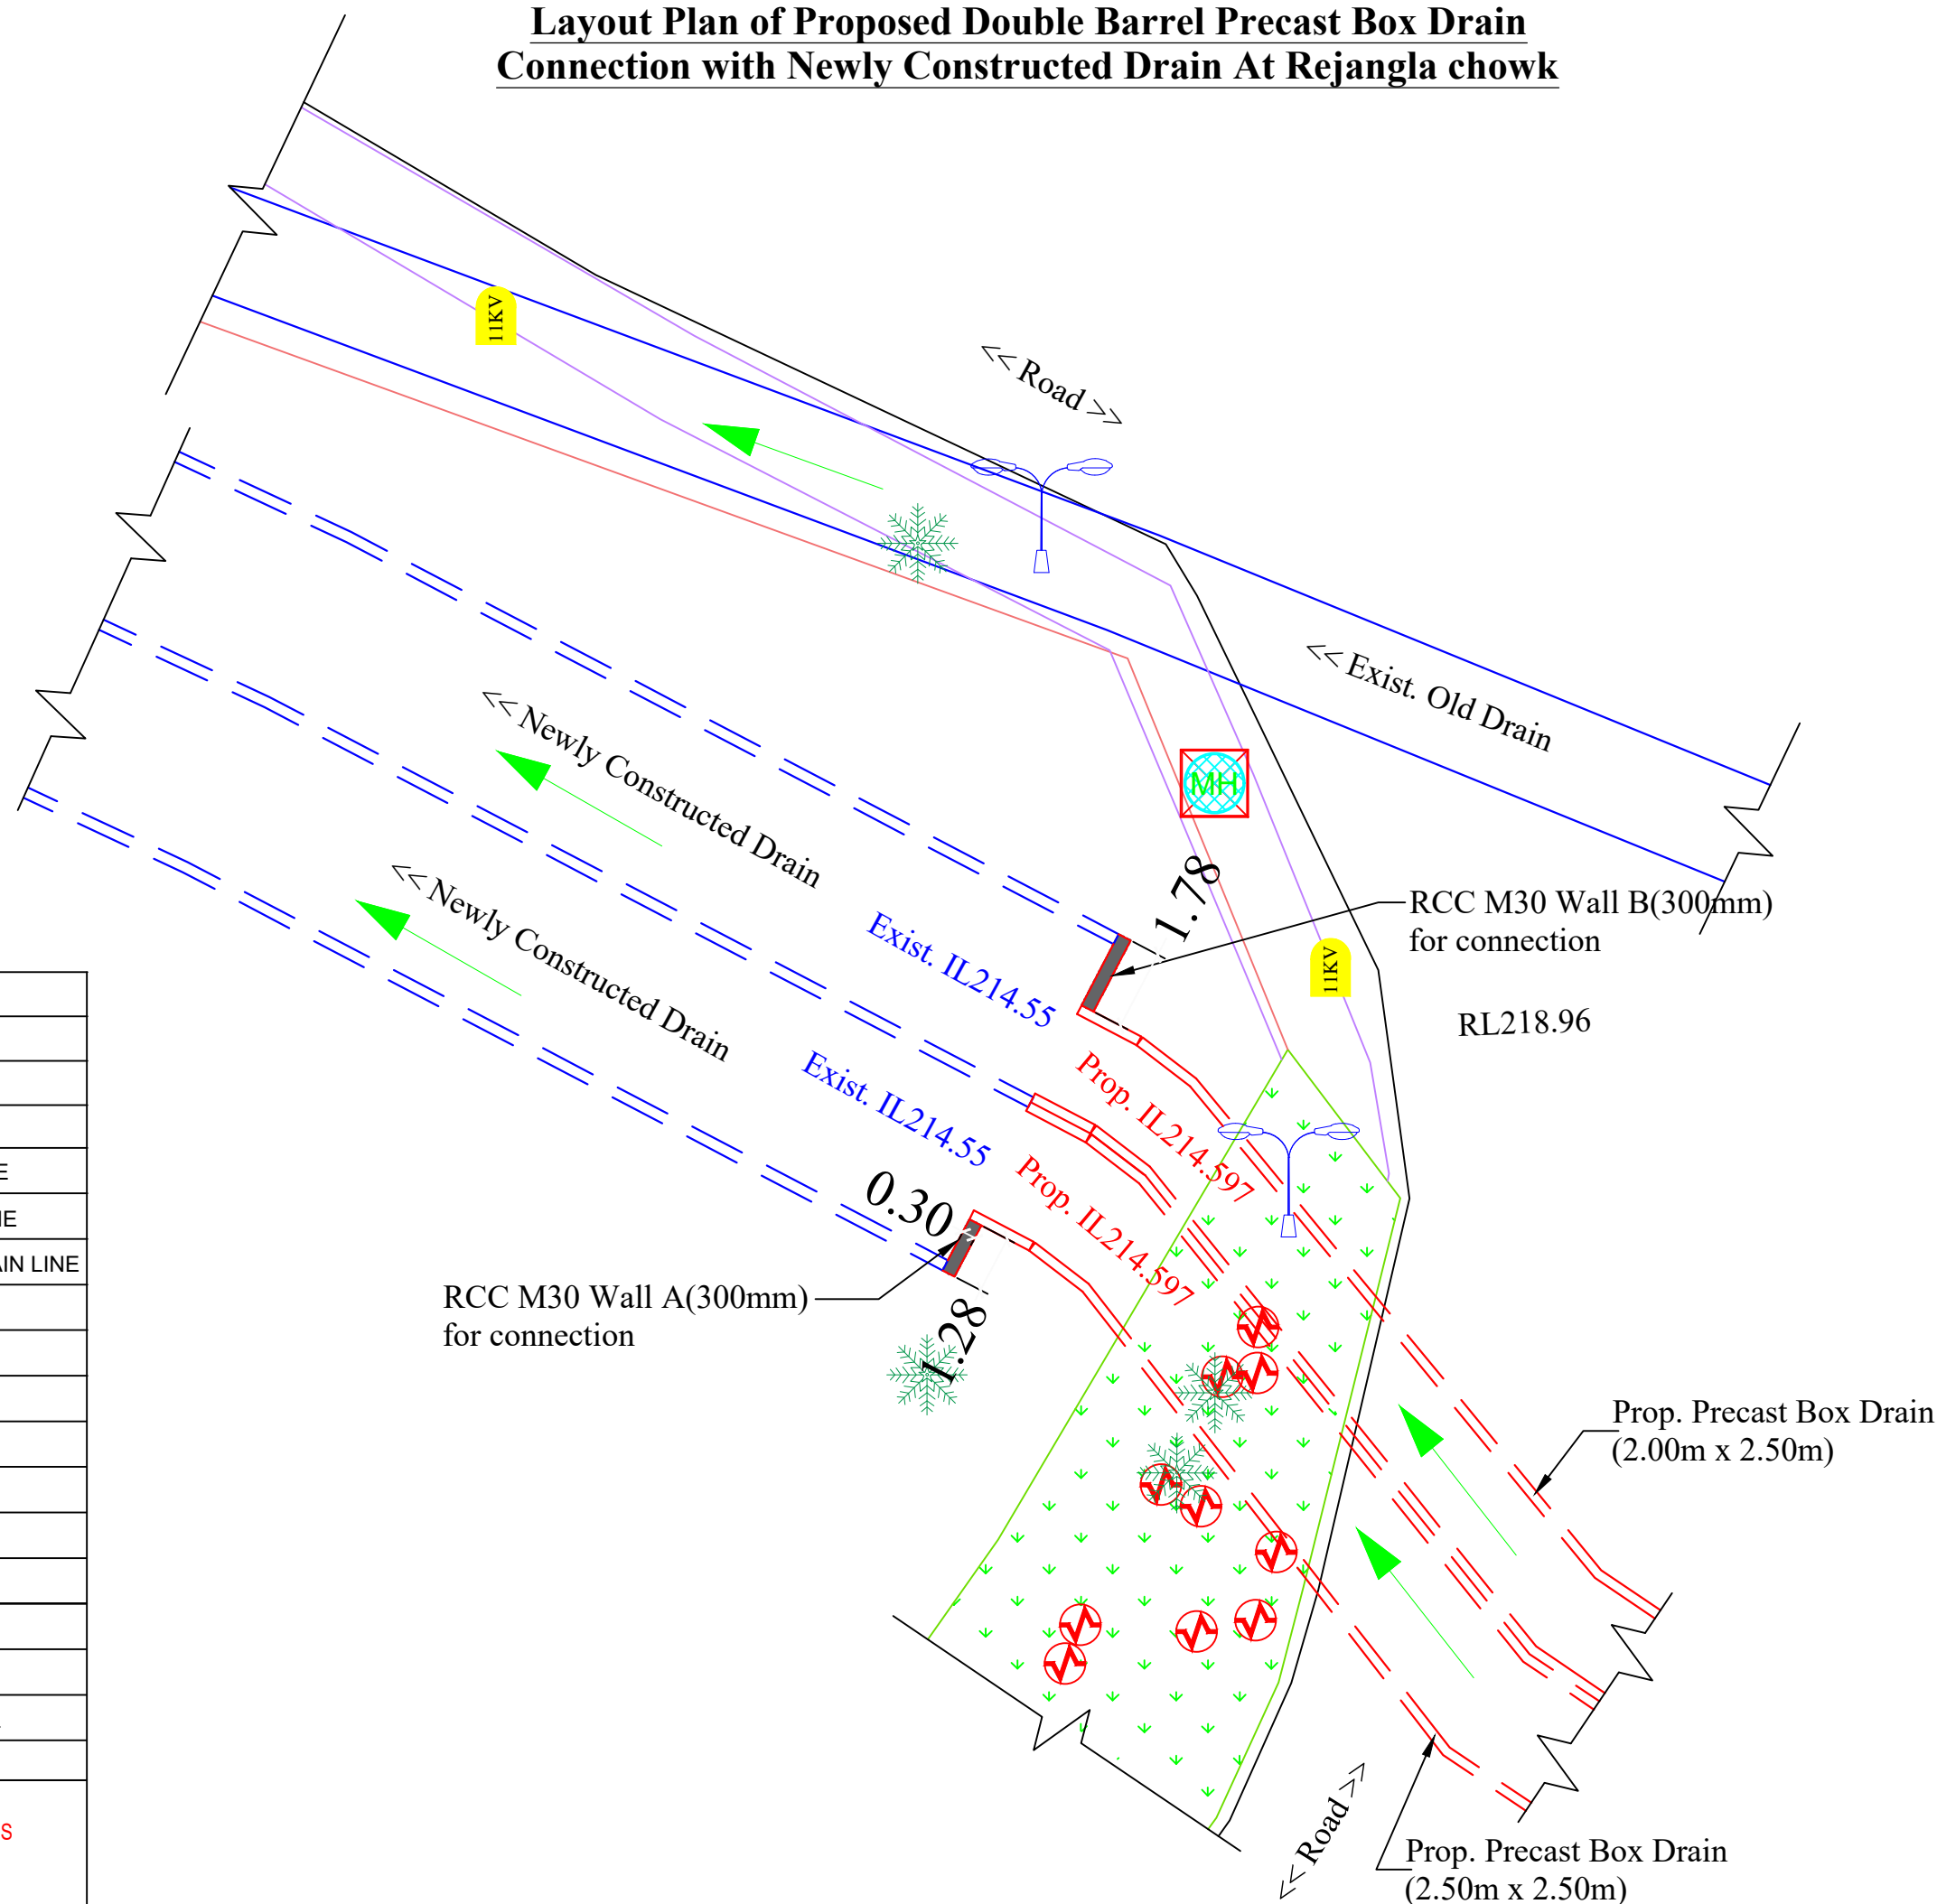 Layout Plan of Proposed Double Barrel Precast Box Drain
Connection with Newly Constructed Drain At Rejangla chowk
11KV
<< Road >>
<< Exist. Old Drain
<< Newly Constructed Drain
MH
<< Newly Constructed Drain
1.78
RCC M30 Wall B(300mm)
for connection
Exist. IL214.55
11KV
RL218.96
Exist. IL214.55
Prop. IL214.597
0.30
Prop. IL214.597
RCC M30 Wall A(300mm)
for connection
1.28
Prop. Precast Box Drain
(2.00m x 2.50m)
<< Road >>
Prop. Precast Box Drain
(2.50m x 2.50m)
LINE